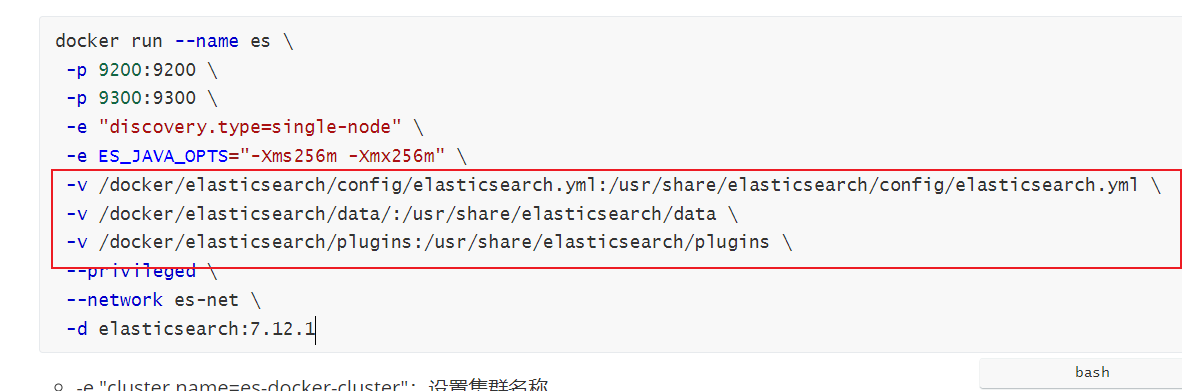 docker run --name es \
-p 9200:9200 \
-p 9300:9300 \
-e "discovery.type=single-node" \
-e ES_JAVA_OPTS="-Xms256m -Xmx256m" \
-v /docker/elasticsearch/config/elasticsearch.yml:/usr/share/elasticsearch/config/elasticsearch.yml \
-v /docker/elasticsearch/data/:/usr/share/elasticsearch/data \
-v /docker/elasticsearch/plugins:/usr/share/elasticsearch/plugins \
--privileged \
--network es-net \
-d elasticsearch:7.12.1
bash
-e "cluster.name=es-docker-cluster"：设置集群名称